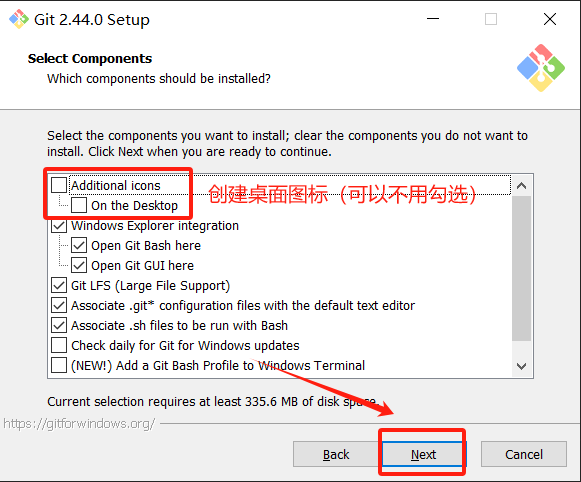 Git 2.44.0 Setup
Select Components
Which components should be installed?
Select the components you want to install; clear the components you do not want to
install. Click Next when you are ready to continue.
Additional icons
创建桌面图标（可以不用勾选）
On the Desktop
Windows Explorer integration
Open Git Bash here
Open Git GUI here
Git LFS (Large File Support)
Associate .git* configuration files with the default text editor
Associate .sh files to be run with Bash
Check daily for Git for Windows updates
(NEW!) Add a Git Bash Profile to Windows Terminal
Current selection requires at least 335.6 MB of disk space.
https://gitforwindows.org/
Back Next Cancel